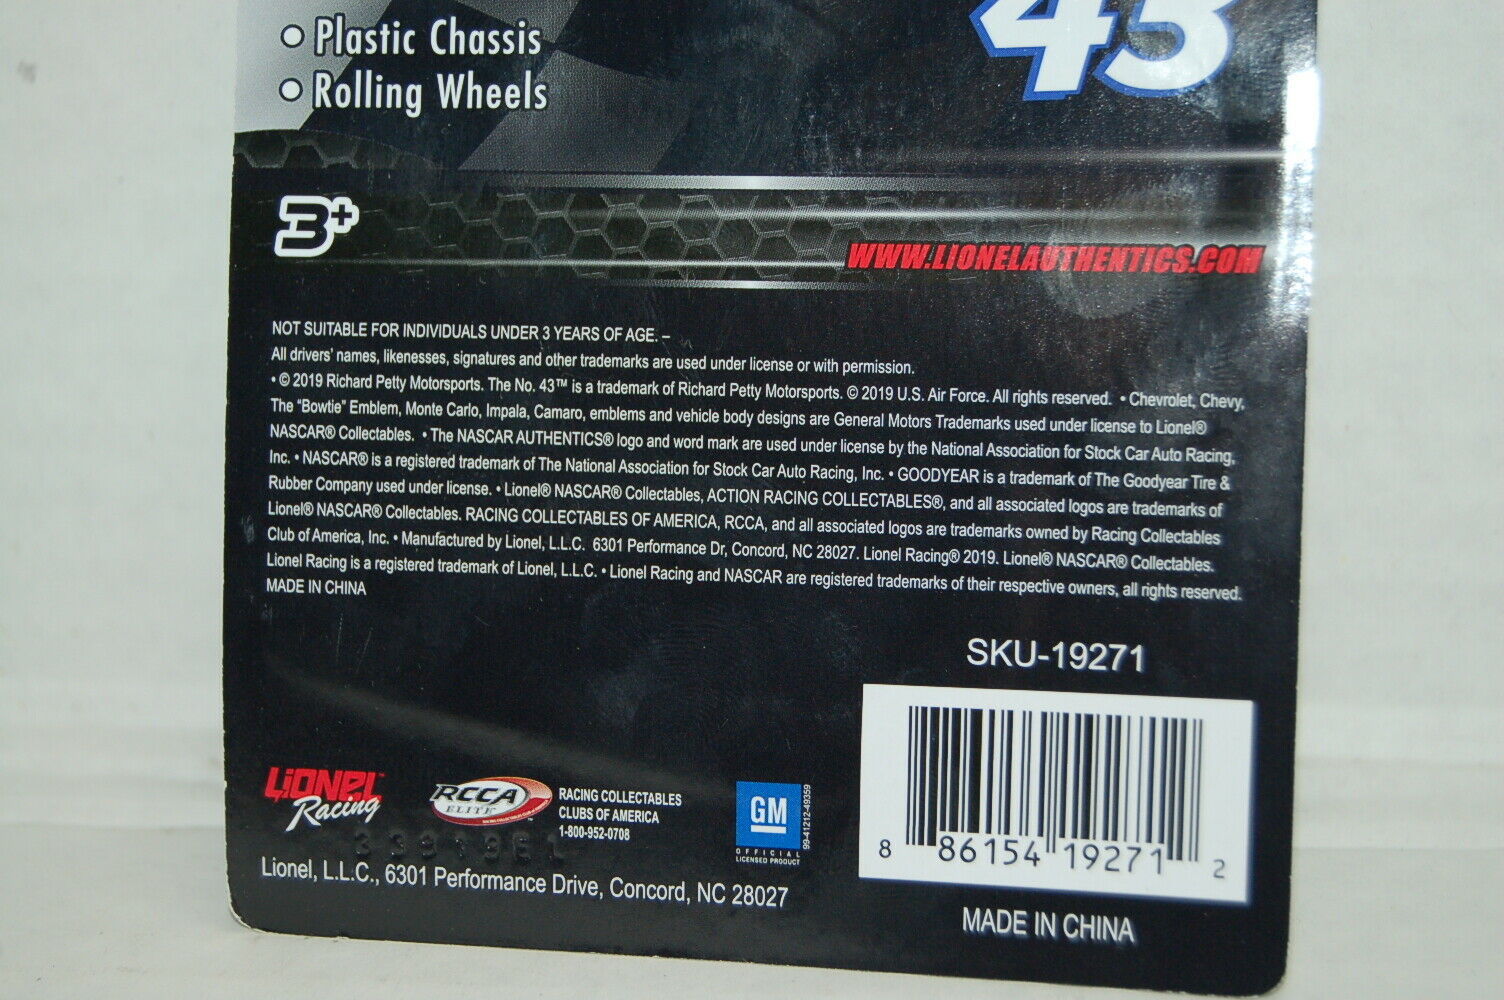 • Plastic Chassis
• Rolling Wheels
43
3+
WWW.LIONELAUTHENTICS.COM
NOT SUITABLE FOR INDIVIDUALS UNDER 3 YEARS OF AGE. –
All drivers' names, likenesses, signatures and other trademarks are used under license or with permission.
• © 2019 Richard Petty Motorsports. The No. 43™ is a trademark of Richard Petty Motorsports. © 2019 U.S. Air Force. All rights reserved. • Chevrolet, Chevy,
The "Bowtie" Emblem, Monte Carlo, Impala, Camaro, emblems and vehicle body designs are General Motors Trademarks used under license to Lionel®
NASCAR® Collectables. • The NASCAR AUTHENTICS® logo and word mark are used under license by the National Association for Stock Car Auto Racing,
Inc. • NASCAR® is a registered trademark of The National Association for Stock Car Auto Racing, Inc. • GOODYEAR is a trademark of The Goodyear Tire &
Rubber Company used under license. • Lionel® NASCAR® Collectables, ACTION RACING COLLECTABLES®, and all associated logos are trademarks of
Lionel® NASCAR® Collectables. RACING COLLECTABLES OF AMERICA, RCCA, and all associated logos are trademarks owned by Racing Collectables
Club of America, Inc. • Manufactured by Lionel, L.L.C. 6301 Performance Dr, Concord, NC 28027. Lionel Racing® 2019. Lionel® NASCAR® Collectables.
Lionel Racing is a registered trademark of Lionel, L.L.C. • Lionel Racing and NASCAR are registered trademarks of their respective owners, all rights reserved.
MADE IN CHINA
SKU-19271
LIONEL™
Racing
RCCA
ELITE
RACING COLLECTABLES
CLUBS OF AMERICA
1-800-952-0708
GM
OFFICIAL
LICENSED PRODUCT
99-41212-49359
8 86154 19271 2
Lionel, L.L.C., 6301 Performance Drive, Concord, NC 28027
MADE IN CHINA